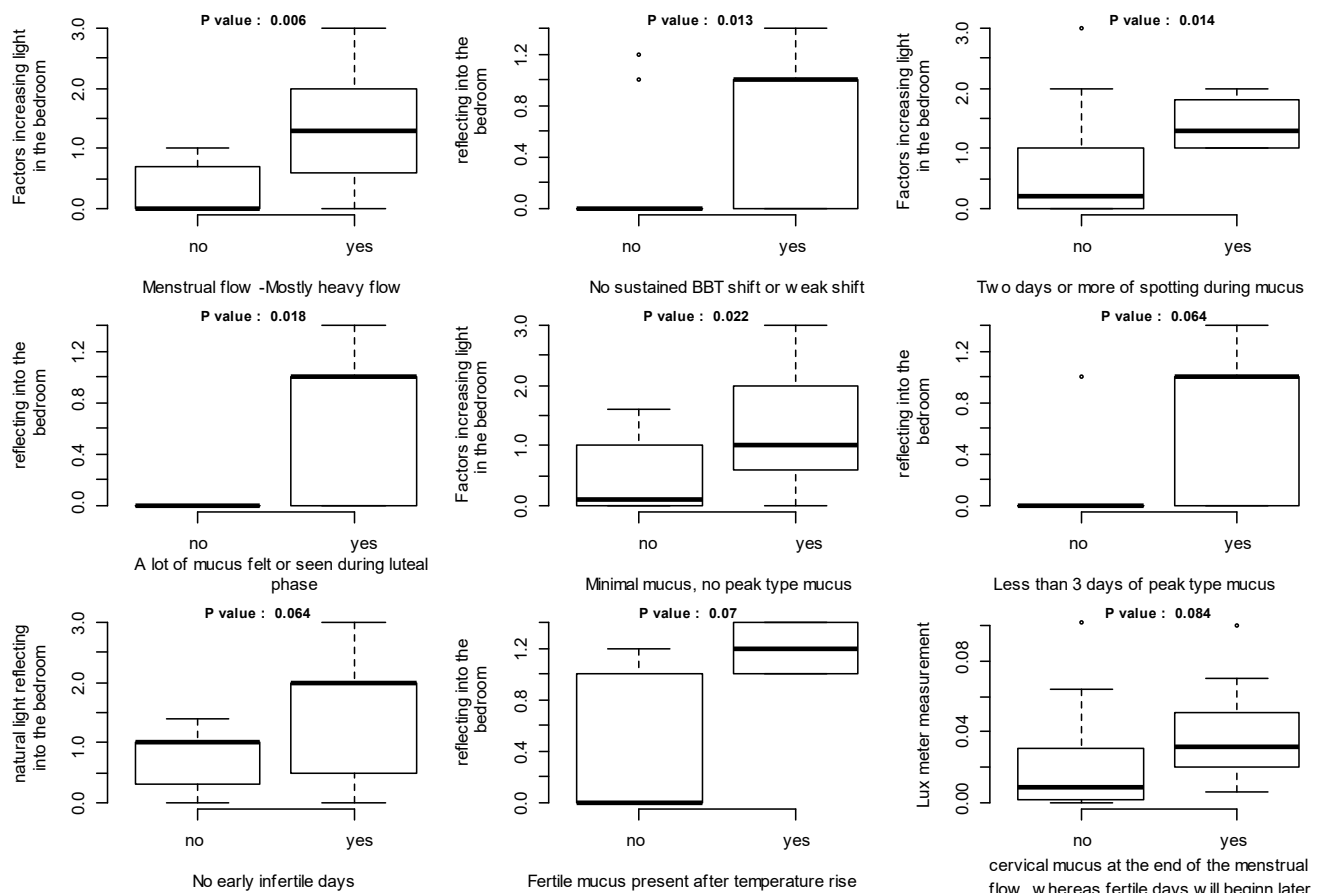 P value : 0.006
Factors increasing light
in the bedroom
3.0
2.0
1.0
0.0
no
yes
Menstrual flow -Mostly heavy flow
P value : 0.013
reflecting into the
bedroom
1.2
0.8
0.4
0.0
no
yes
No sustained BBT shift or weak shift
P value : 0.014
Factors increasing light
in the bedroom
3.0
2.0
1.0
0.0
no
yes
Two days or more of spotting during mucus
P value : 0.018
reflecting into the
bedroom
1.2
0.8
0.4
0.0
no
yes
A lot of mucus felt or seen during luteal
phase
P value : 0.022
Factors increasing light
in the bedroom
3.0
2.0
1.0
0.0
no
yes
Minimal mucus, no peak type mucus
P value : 0.064
reflecting into the
bedroom
1.2
0.8
0.4
0.0
no
yes
Less than 3 days of peak type mucus
P value : 0.064
natural light reflecting
into the bedroom
3.0
2.0
1.0
0.0
no
yes
No early infertile days
P value : 0.07
reflecting into the
bedroom
1.2
0.8
0.4
0.0
no
yes
Fertile mucus present after temperature rise
P value : 0.084
Lux meter measurement
0.08
0.04
0.00
no
yes
cervical mucus at the end of the menstrual
flow, whereas fertile days will beginn later